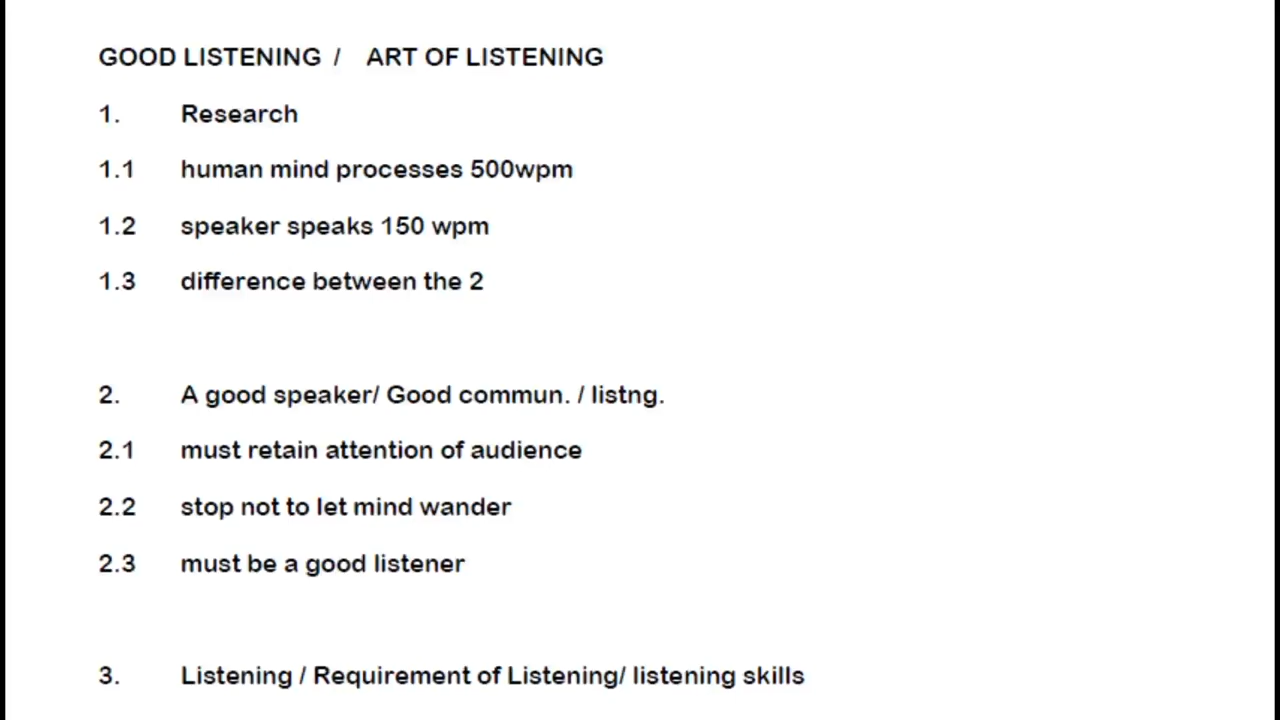 GOOD LISTENING / ART OF LISTENING
1. Research
1.1 human mind processes 500wpm
1.2 speaker speaks 150 wpm
1.3 difference between the 2
2. A good speaker/ Good commun. / listng.
2.1 must retain attention of audience
2.2 stop not to let mind wander
2.3 must be a good listener
3. Listening / Requirement of Listening/ listening skills